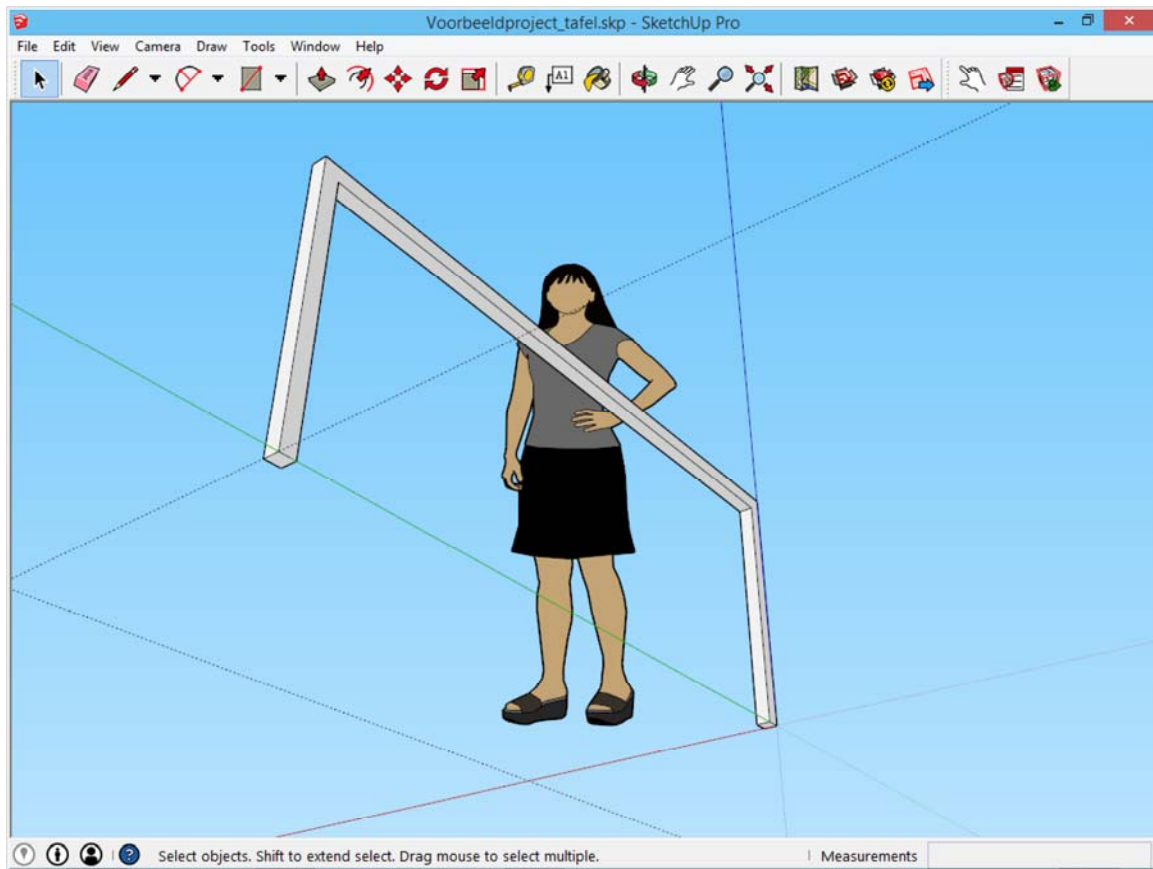 Voorbeeldproject_tafel.skp - SketchUp Pro
File Edit View Camera Draw Tools Window Help
A1
Select objects. Shift to extend select. Drag mouse to select multiple. Measurements